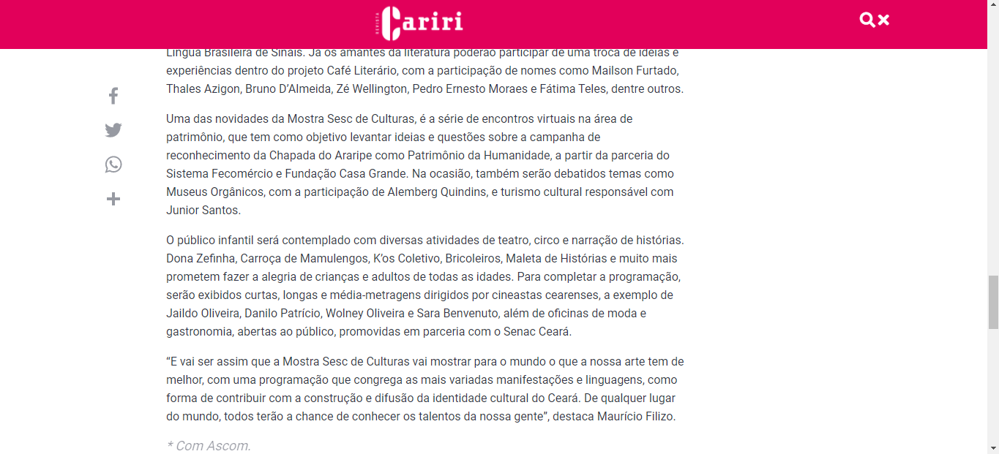 REVISTA Cariri
Língua Brasileira de Sinais. Já os amantes da literatura poderão participar de uma troca de ideias e
experiências dentro do projeto Café Literário, com a participação de nomes como Mailson Furtado,
Thales Azigon, Bruno D’Almeida, Zé Wellington, Pedro Ernesto Moraes e Fátima Teles, dentre outros.
Uma das novidades da Mostra Sesc de Culturas, é a série de encontros virtuais na área de
patrimônio, que tem como objetivo levantar ideias e questões sobre a campanha de
reconhecimento da Chapada do Araripe como Patrimônio da Humanidade, a partir da parceria do
Sistema Fecomércio e Fundação Casa Grande. Na ocasião, também serão debatidos temas como
Museus Orgânicos, com a participação de Alemberg Quindins, e turismo cultural responsável com
Junior Santos.
O público infantil será contemplado com diversas atividades de teatro, circo e narração de histórias.
Dona Zefinha, Carroça de Mamulengos, K’os Coletivo, Bricoleiros, Maleta de Histórias e muito mais
prometem fazer a alegria de crianças e adultos de todas as idades. Para completar a programação,
serão exibidos curtas, longas e média-metragens dirigidos por cineastas cearenses, a exemplo de
Jaildo Oliveira, Danilo Patrício, Wolney Oliveira e Sara Benvenuto, além de oficinas de moda e
gastronomia, abertas ao público, promovidas em parceria com o Senac Ceará.
“E vai ser assim que a Mostra Sesc de Culturas vai mostrar para o mundo o que a nossa arte tem de
melhor, com uma programação que congrega as mais variadas manifestações e linguagens, como
forma de contribuir com a construção e difusão da identidade cultural do Ceará. De qualquer lugar
do mundo, todos terão a chance de conhecer os talentos da nossa gente”, destaca Maurício Filizo.
* Com Ascom.